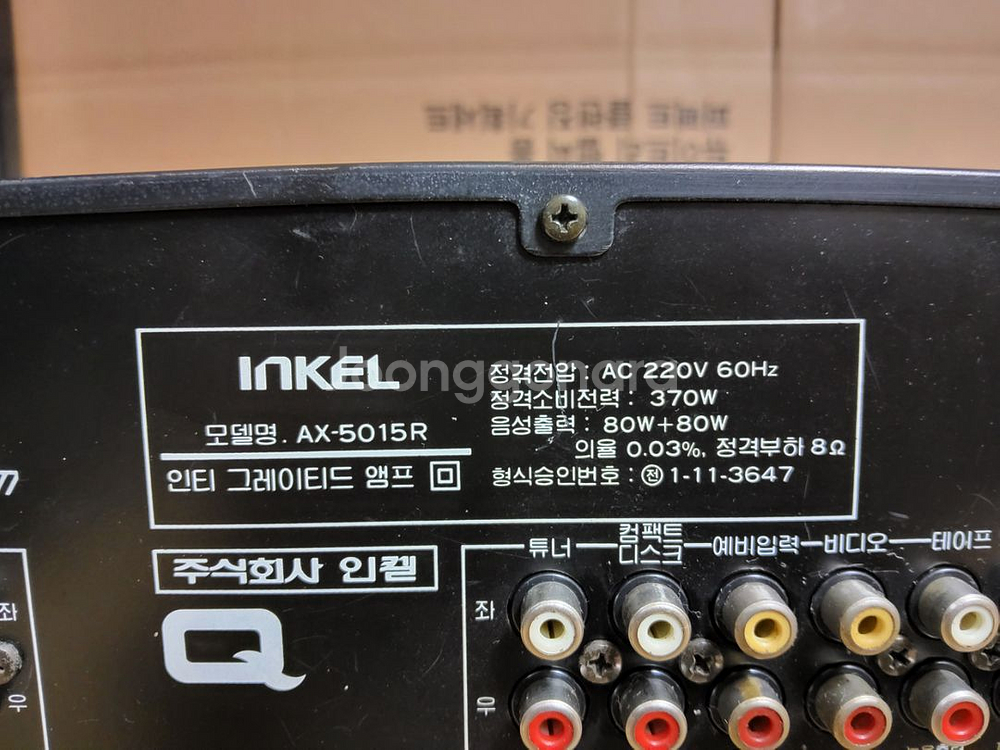 INKEL
모델명. AX-5015R
인티 그레이티드 앰프
정격전압 : AC 220V 60Hz
정격소비전력 : 370W
음성출력 : 80W+80W
의율 0.03%, 정격부하 8Ω
형식승인번호 : ㉄1-11-3647
주식회사 인켈
Q
튜너
컴팩트
디스크
예비입력
비디오
테이프
좌
우
좌
우
joonggonara